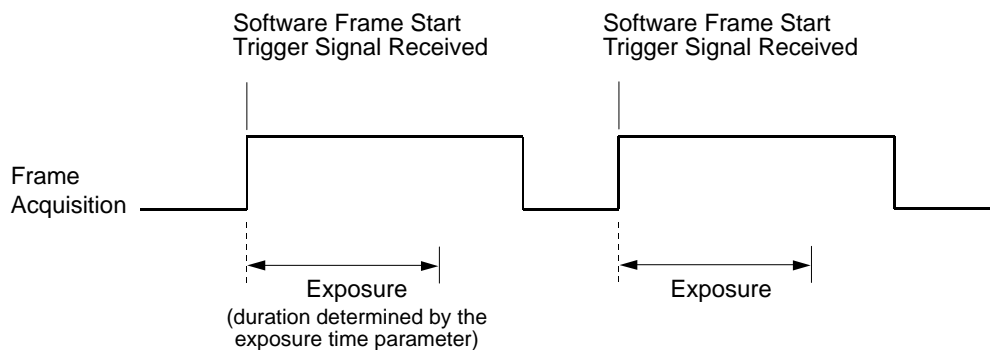 Software Frame Start
Trigger Signal Received
Software Frame Start
Trigger Signal Received
Frame
Acquisition
Exposure
(duration determined by the
exposure time parameter)
Exposure